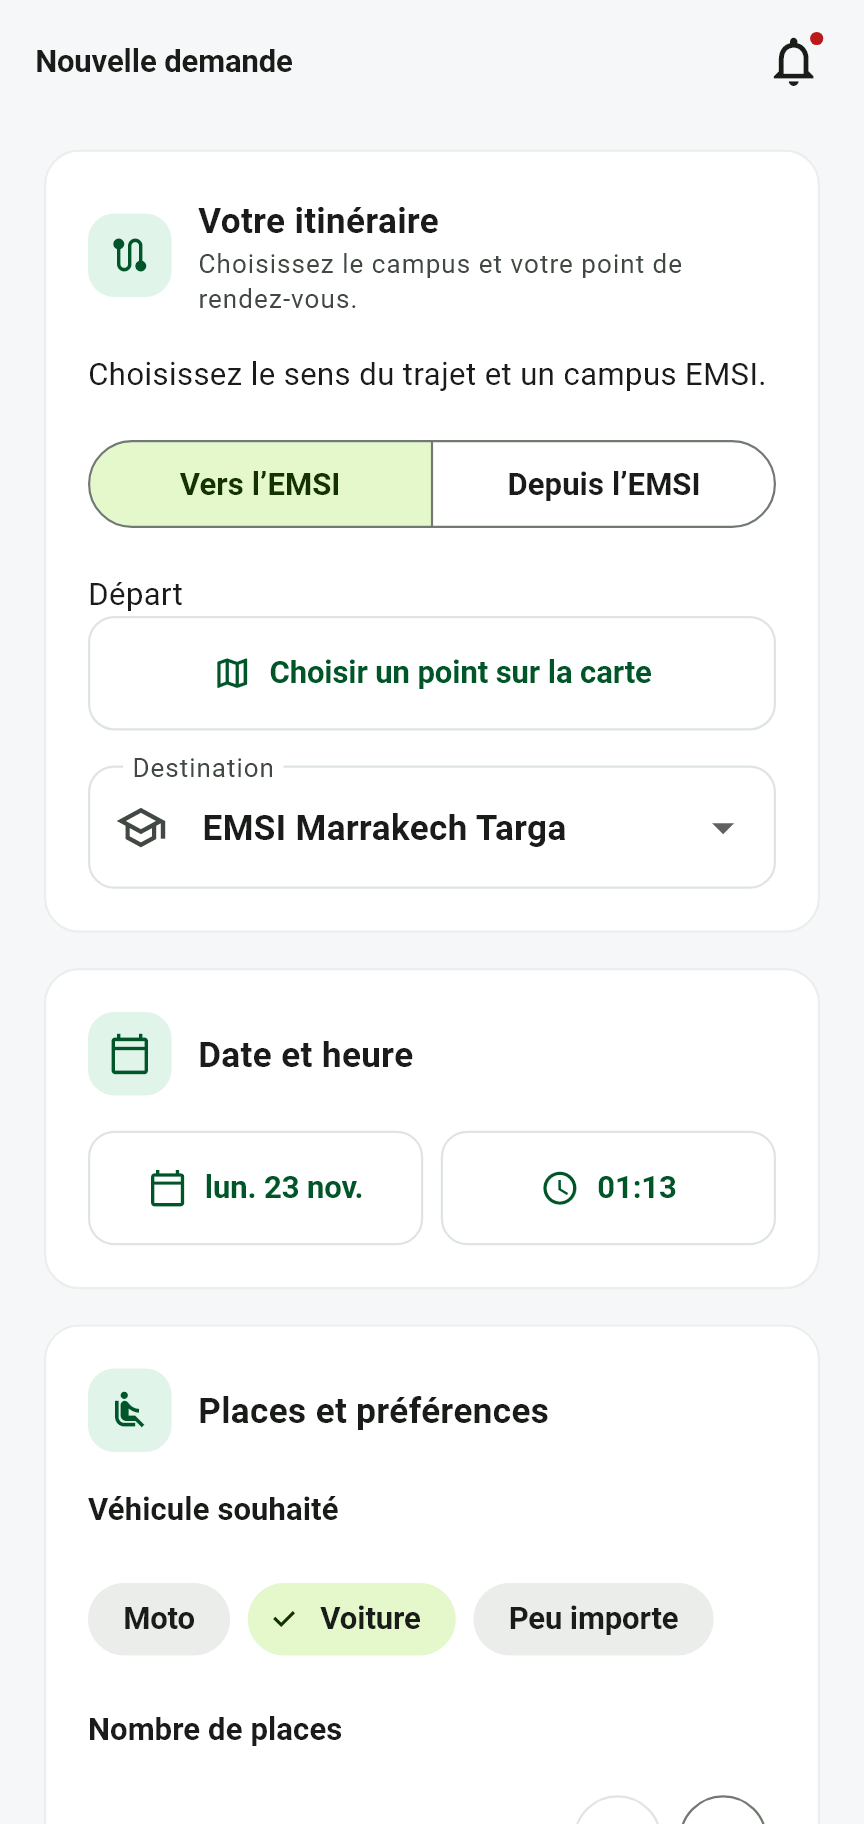 Nouvelle demande
Votre itinéraire
Choisissez le campus et votre point de
rendez-vous.
Choisissez le sens du trajet et un campus EMSI.
Vers l’EMSI
Depuis l’EMSI
Départ
Choisir un point sur la carte
Destination
EMSI Marrakech Targa
Date et heure
lun. 23 nov.
01:13
Places et préférences
Véhicule souhaité
Moto
Voiture
Peu importe
Nombre de places